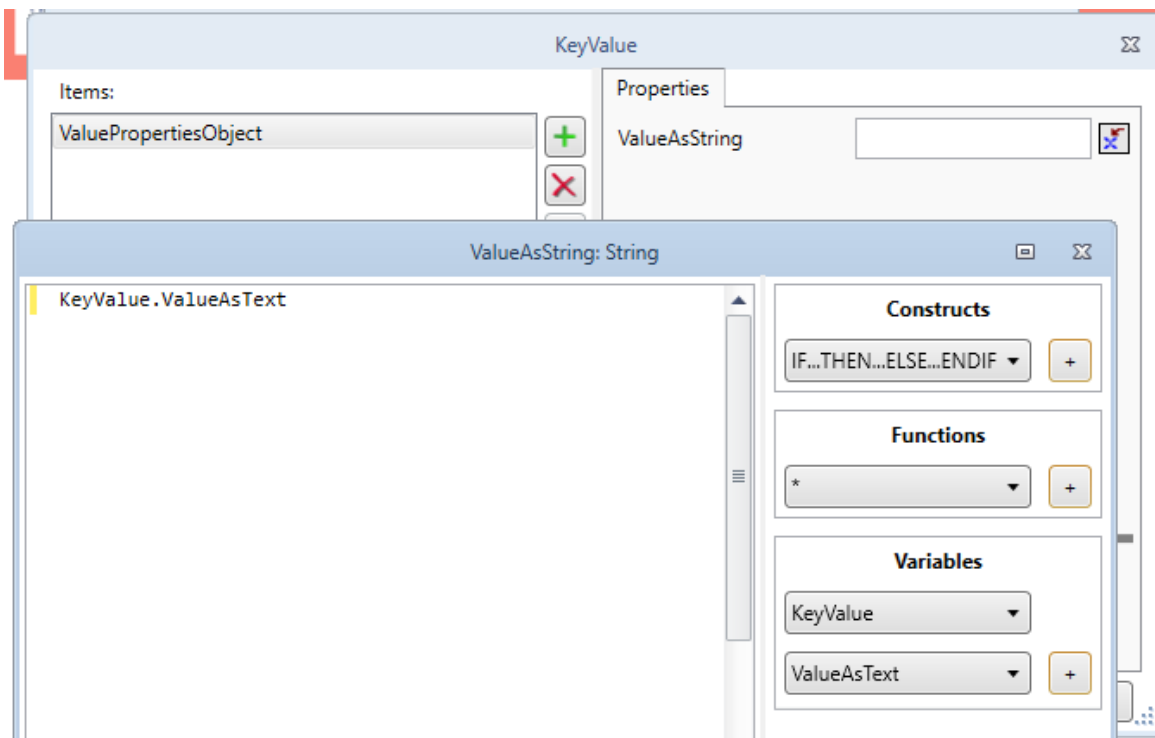 KeyValue
Items:
ValuePropertiesObject
Properties
ValueAsString
ValueAsString: String
KeyValue.ValueAsText
Constructs
IF...THEN...ELSE...ENDIF
+
Functions
*
+
Variables
KeyValue
ValueAsText
+